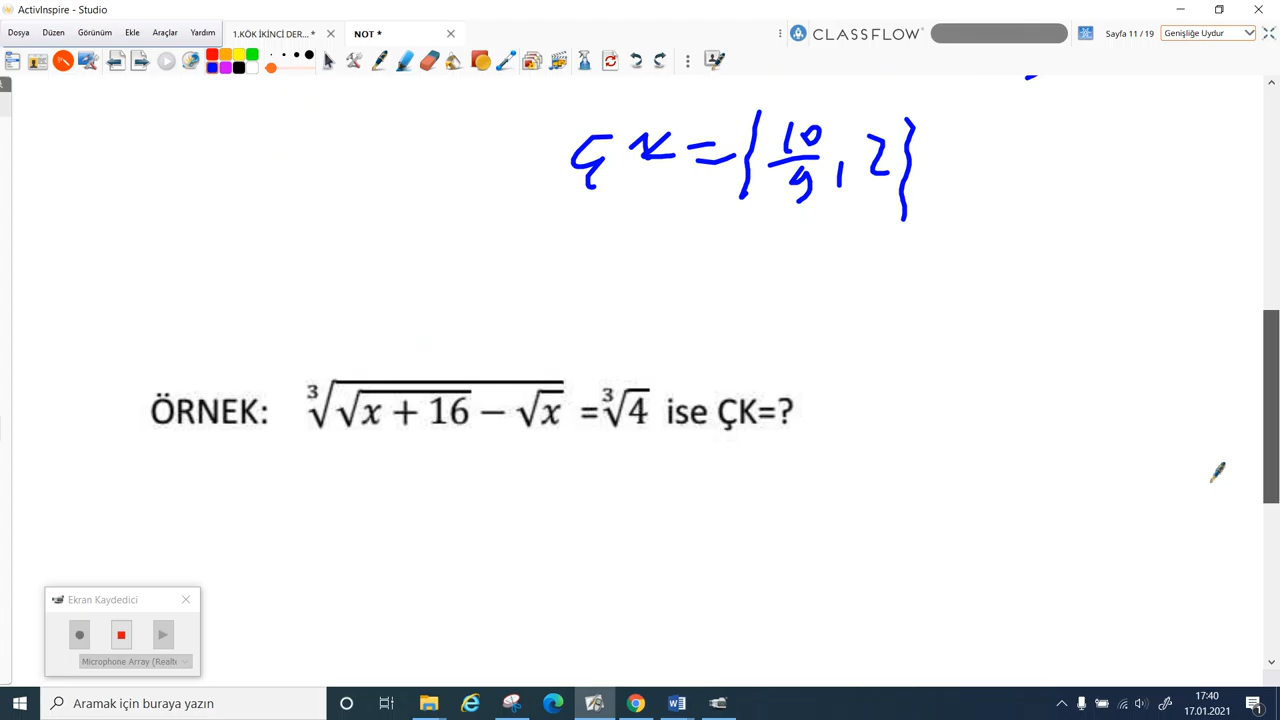 ActivInspire - Studio
Dosya Düzen Görünüm Ekle Araçlar Yardım
1.KÖK İKİNCİ DER... *
NOT *
CLASSFLOW
Sayfa 11 / 19
Genişliğe Uydur
Ç K = { 10/9 , 2 }
ÖRNEK: ∛(√(x + 16) − √x) = ∛4 ise ÇK=?
Ekran Kaydedici
Microphone Array (Realte
Aramak için buraya yazın
17:40
17.01.2021
1